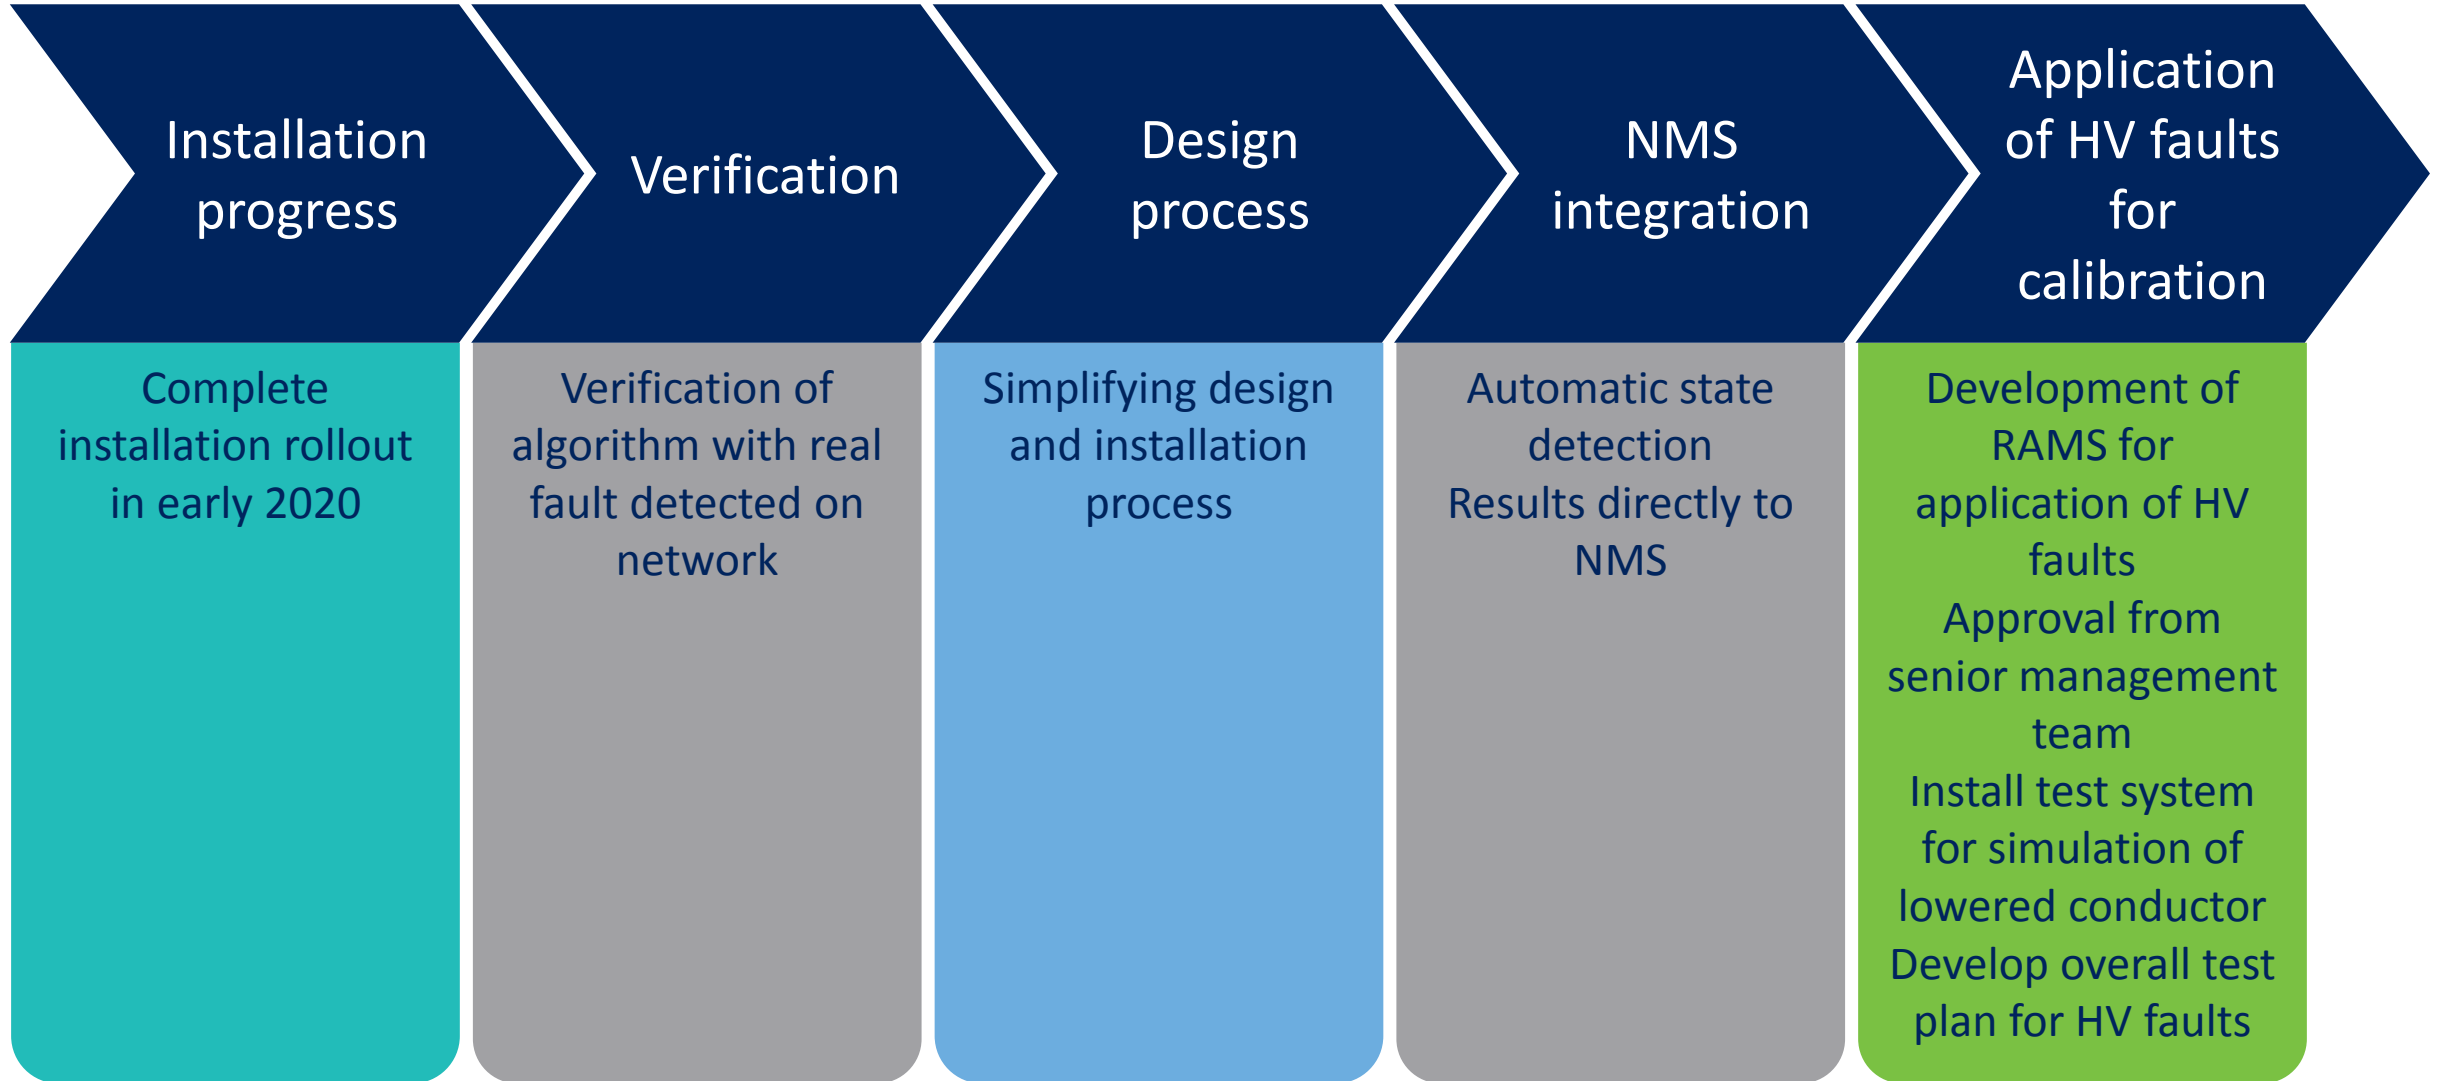 Installation
progress
Verification
Design
process
NMS
integration
Application
of HV faults
for
calibration
Complete
installation rollout
in early 2020
Verification of
algorithm with real
fault detected on
network
Simplifying design
and installation
process
Automatic state
detection
Results directly to
NMS
Development of
RAMS for
application of HV
faults
Approval from
senior management
team
Install test system
for simulation of
lowered conductor
Develop overall test
plan for HV faults